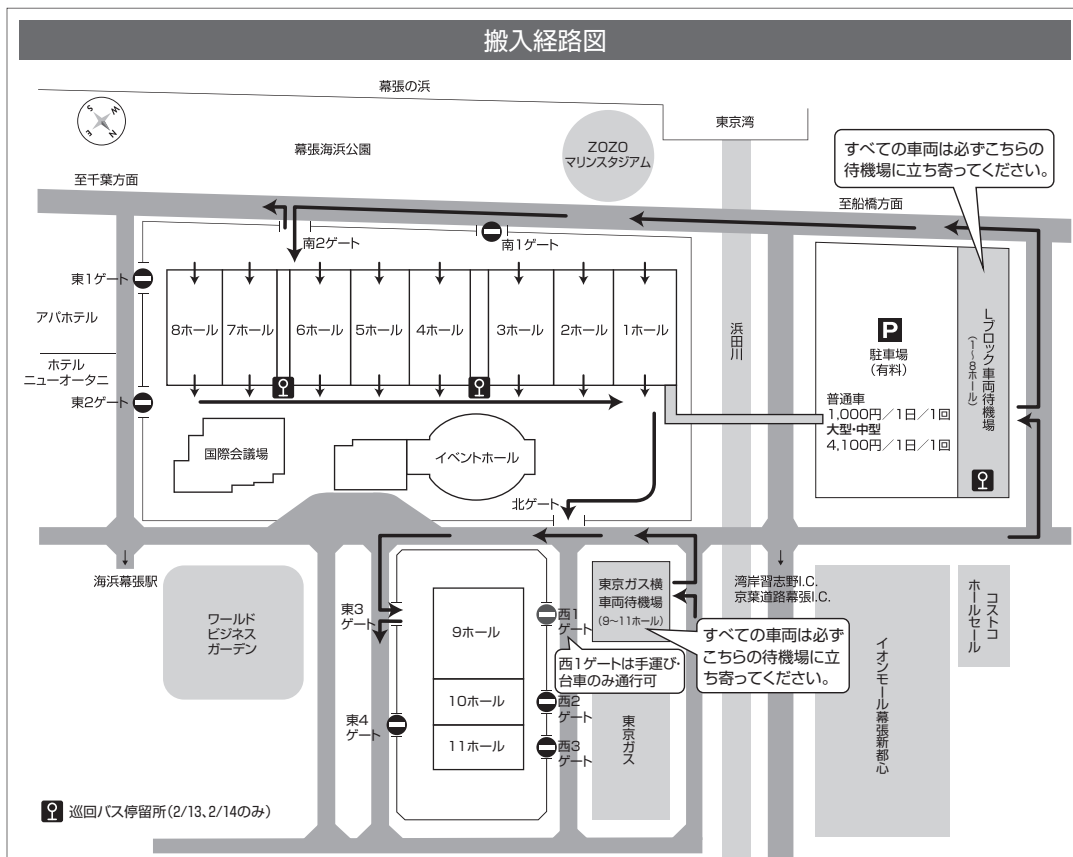 搬入経路図
幕張の浜
S
W
E
N
幕張海浜公園
ZOZO
マリンスタジアム
東京湾
すべての車両は必ずこちらの
待機場に立ち寄ってください。
至千葉方面
至船橋方面
南2ゲート
南1ゲート
東1ゲート
アパホテル
ホテル
ニューオータニ
東2ゲート
8ホール
7ホール
6ホール
5ホール
4ホール
3ホール
2ホール
1ホール
浜田川
P
駐車場
(有料)
普通車
1,000円/1日/1回
大型・中型
4,100円/1日/1回
Lブロック車両待機場
(1~8ホール)
国際会議場
イベントホール
北ゲート
海浜幕張駅
ワールド
ビジネス
ガーデン
東3
ゲート
東4
ゲート
9ホール
10ホール
11ホール
西1
ゲート
西1ゲートは手運び・
台車のみ通行可
西2
ゲート
西3
ゲート
東京ガス横
車両待機場
(9~11ホール)
すべての車両は必ず
こちらの待機場に立
ち寄ってください。
東京ガス
湾岸習志野I.C.
京葉道路幕張I.C.
イオンモール幕張新都心
コストコ
ホールセール
巡回バス停留所(2/13、2/14のみ)